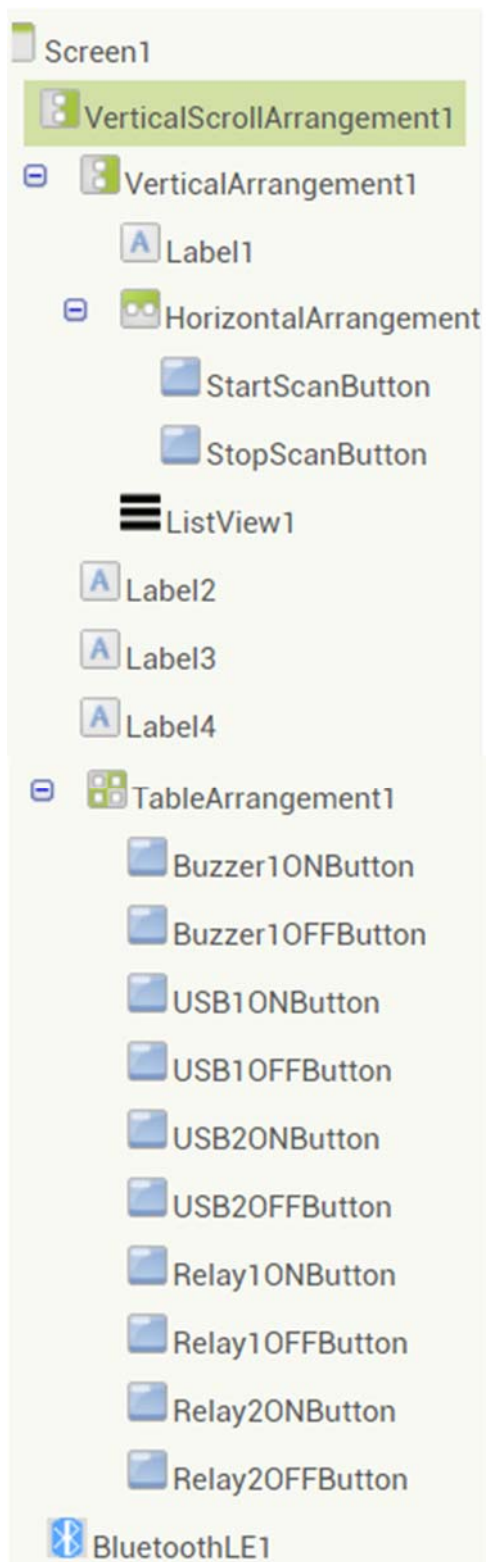 Screen1
VerticalScrollArrangement1
VerticalArrangement1
A Label1
HorizontalArrangement
StartScanButton
StopScanButton
ListView1
A Label2
A Label3
A Label4
TableArrangement1
Buzzer1ONButton
Buzzer1OFFButton
USB1ONButton
USB1OFFButton
USB2ONButton
USB2OFFButton
Relay1ONButton
Relay1OFFButton
Relay2ONButton
Relay2OFFButton
BluetoothLE1